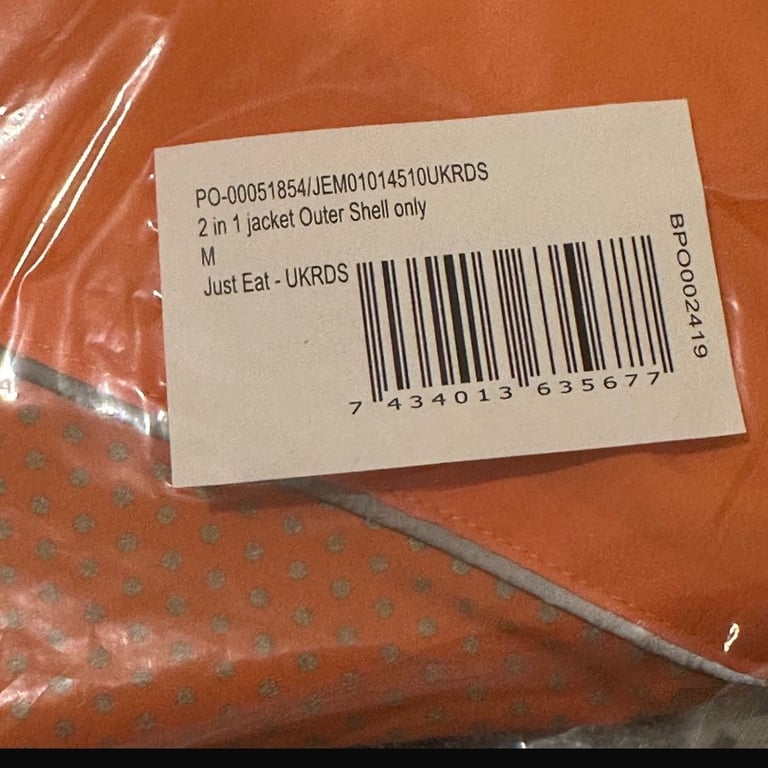 PO-00051854/JEM01014510UKRDS
2 in 1 jacket Outer Shell only
M
Just Eat - UKRDS
7 434013 635677
BPO002419